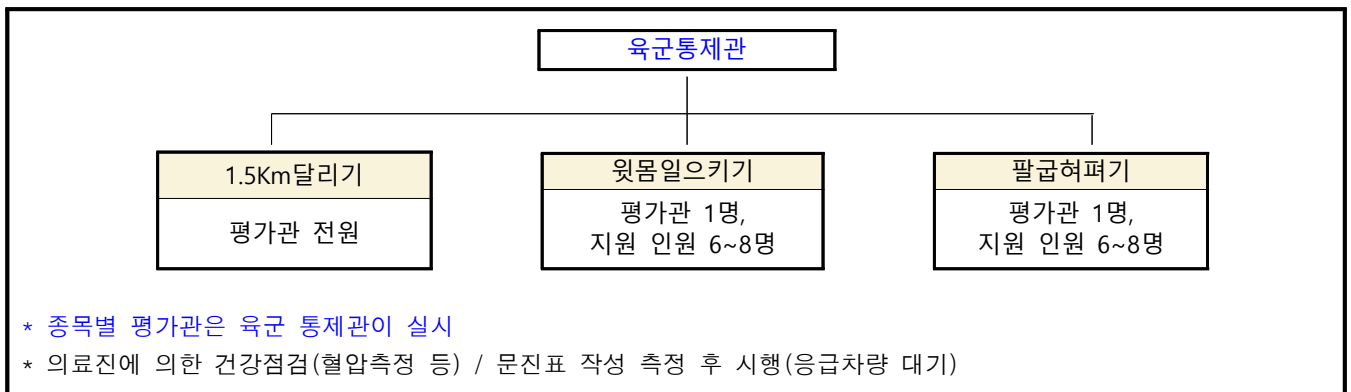 육군통제관
1.5Km달리기
평가관 전원
윗몸일으키기
평가관 1명,
지원 인원 6~8명
팔굽혀펴기
평가관 1명,
지원 인원 6~8명
* 종목별 평가관은 육군 통제관이 실시
* 의료진에 의한 건강점검(혈압측정 등) / 문진표 작성 측정 후 시행(응급차량 대기)